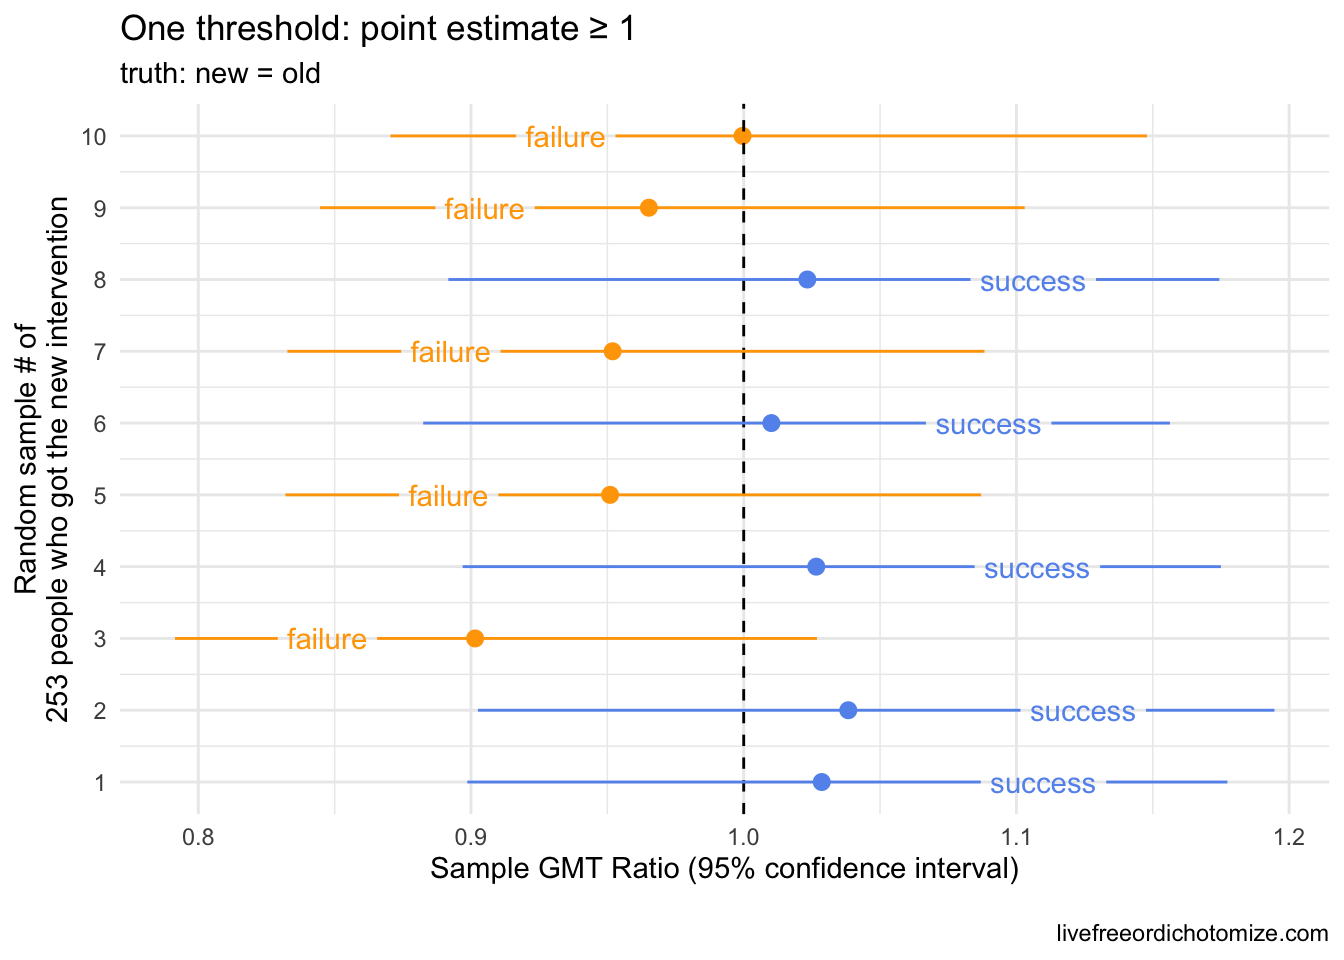 One threshold: point estimate ≥ 1
truth: new = old
Random sample # of
253 people who got the new intervention
10
failure
9
failure
8
success
7
failure
6
success
5
failure
4
success
3
failure
2
success
1
success
0.8
0.9
1.0
1.1
1.2
Sample GMT Ratio (95% confidence interval)
livefreeordichotomize.com